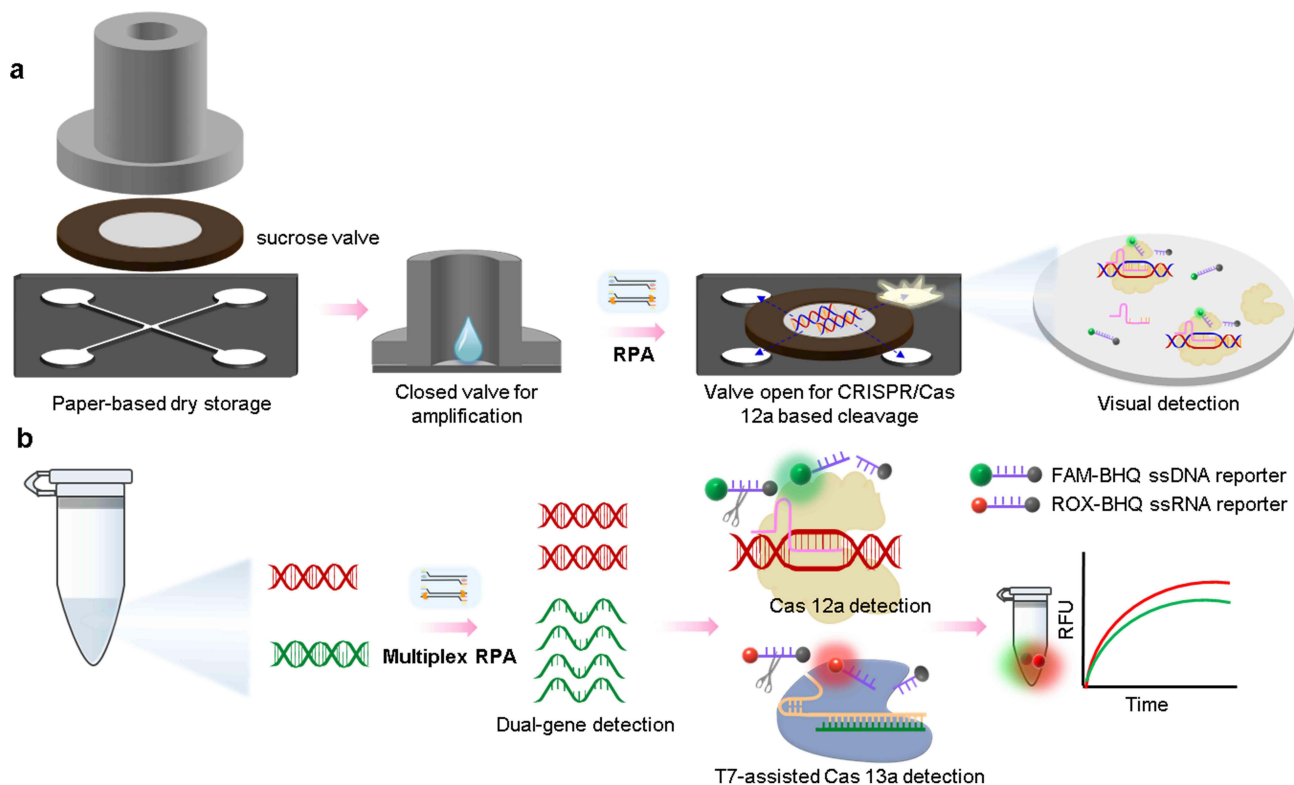 a
sucrose valve
RPA
Paper-based dry storage
Closed valve for
amplification
Valve open for CRISPR/Cas
12a based cleavage
Visual detection
b
FAM-BHQ ssDNA reporter
ROX-BHQ ssRNA reporter
Multiplex RPA
Dual-gene detection
Cas 12a detection
T7-assisted Cas 13a detection
RFU
Time